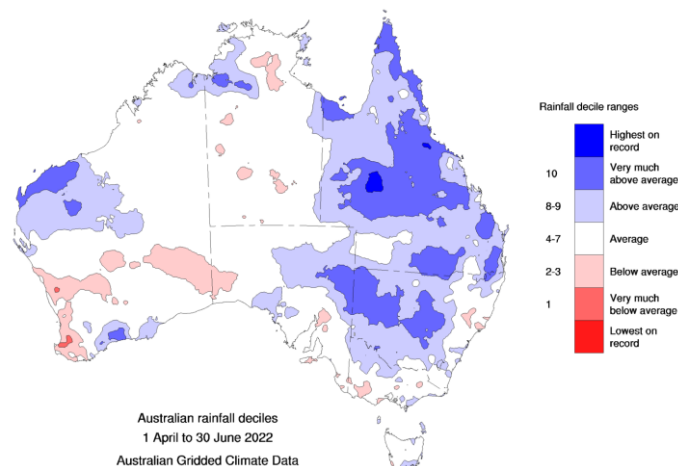 Rainfall decile ranges
Highest on
record
10
Very much
above average
8-9
Above average
4-7
Average
2-3
Below average
1
Very much
below average
Lowest on
record
Australian rainfall deciles
1 April to 30 June 2022
Australian Gridded Climate Data